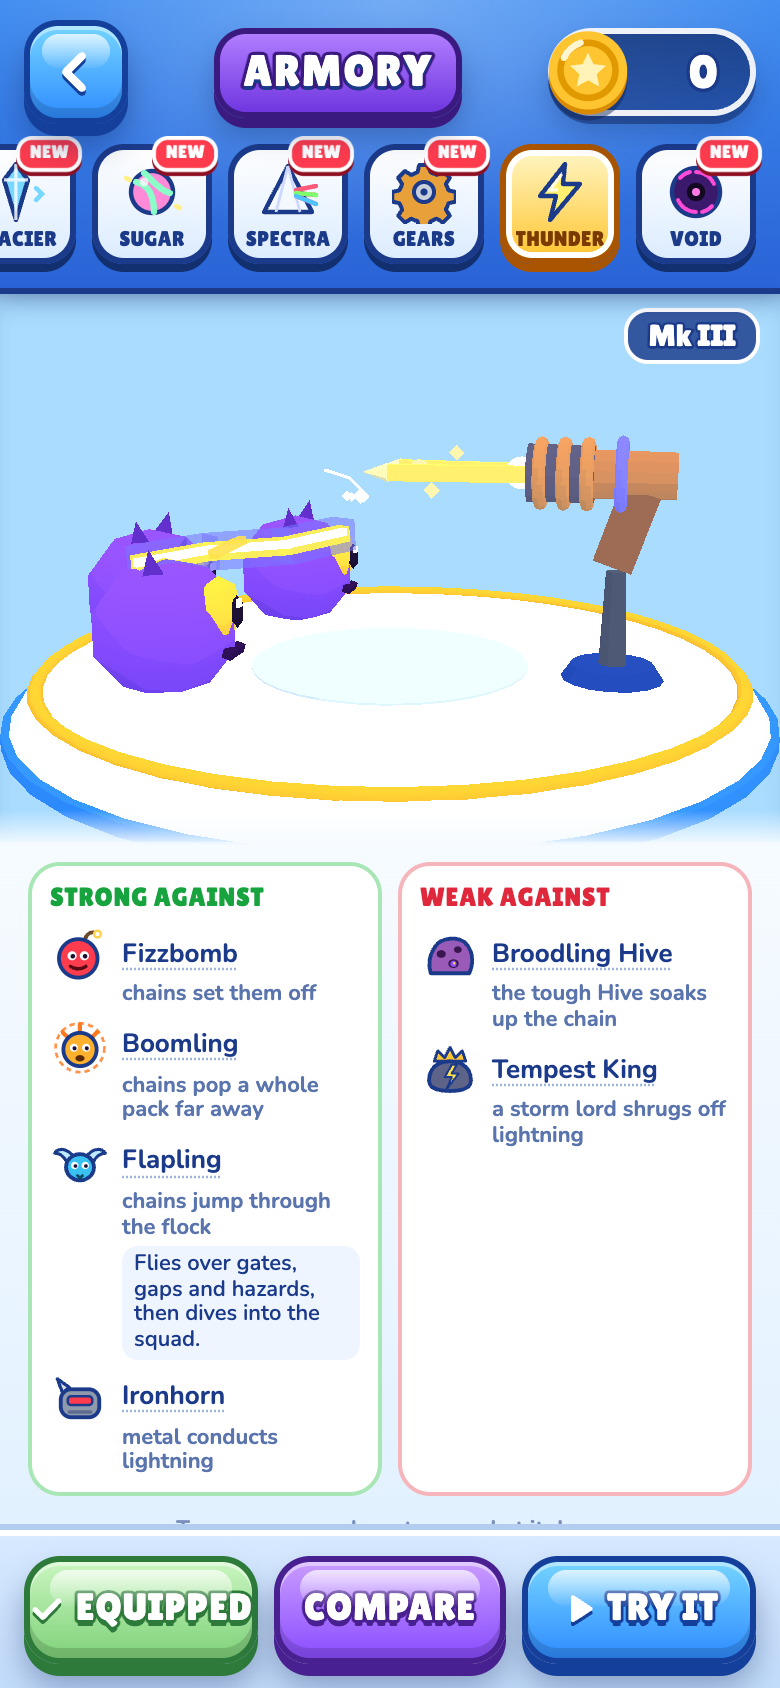 ARMORY
0
NEW
NEW
NEW
NEW
NEW
ACIER
SUGAR
SPECTRA
GEARS
THUNDER
VOID
Mk III
STRONG AGAINST
Fizzbomb
chains set them off
Boomling
chains pop a whole
pack far away
Flapling
chains jump through
the flock
Flies over gates,
gaps and hazards,
then dives into the
squad.
Ironhorn
metal conducts
lightning
WEAK AGAINST
Broodling Hive
the tough Hive soaks
up the chain
Tempest King
a storm lord shrugs off
lightning
EQUIPPED
COMPARE
TRY IT